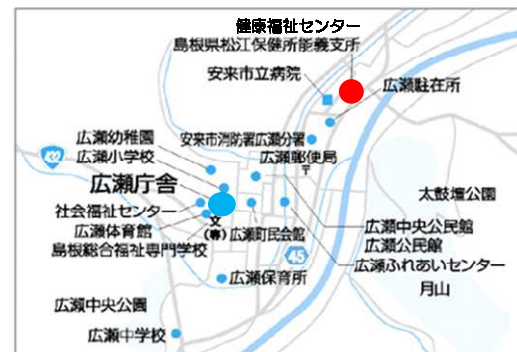 健康福祉センター
島根県松江保健所能義支所
安来市立病院
広瀬駐在所
広瀬幼稚園
安来市消防署広瀬分署
432
広瀬小学校
広瀬郵便局
〒
広瀬庁舎
太鼓壇公園
社会福祉センター
文
広瀬中央公民館
広瀬体育館
(専)
広瀬町民会館
広瀬公民館
島根総合福祉専門学校
45
広瀬ふれあいセンター
広瀬保育所
月山
広瀬中央公園
広瀬中学校